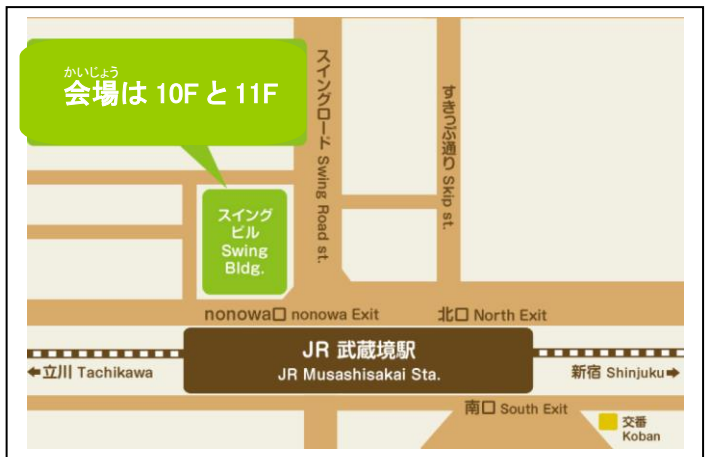 かいじょう
会場は 10F と 11F
スイングロード Swing Road st.
すきっぷ通り Skip st.
スイング
ビル
Swing
Bldg.
nonowa口 nonowa Exit
北口 North Exit
JR 武蔵境駅
JR Musashisakai Sta.
←立川 Tachikawa
新宿 Shinjuku→
南口 South Exit
交番
Koban